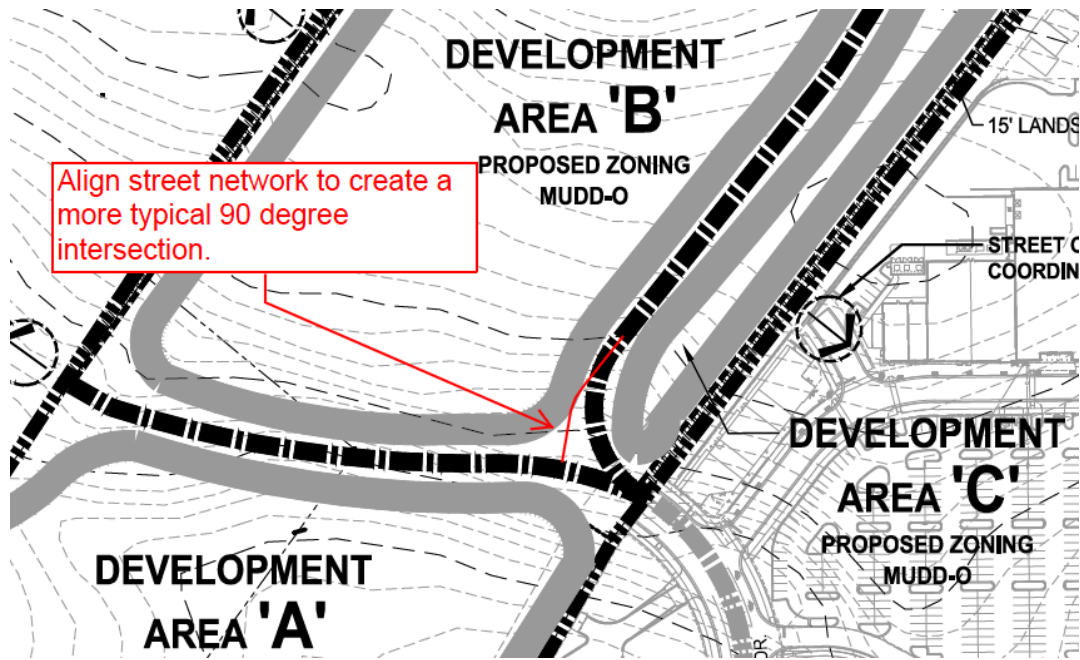 DEVELOPMENT
AREA 'B'
PROPOSED ZONING
MUDD-O
15' LANDS
Align street network to create a
more typical 90 degree
intersection.
STREET C
COORDIN
DEVELOPMENT
AREA 'C'
PROPOSED ZONING
MUDD-O
DEVELOPMENT
AREA 'A'
DR